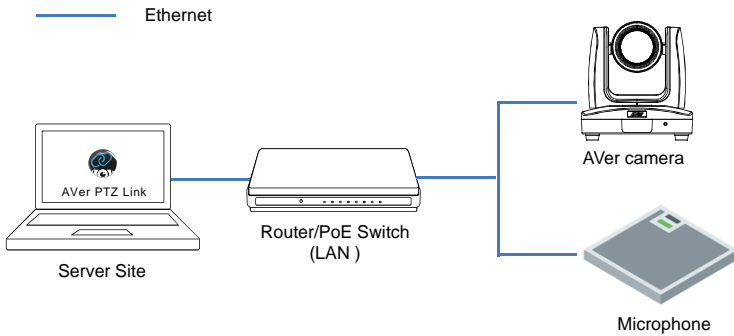 Ethernet
AVer PTZ Link
Server Site
Router/PoE Switch
(LAN )
AVer camera
Microphone